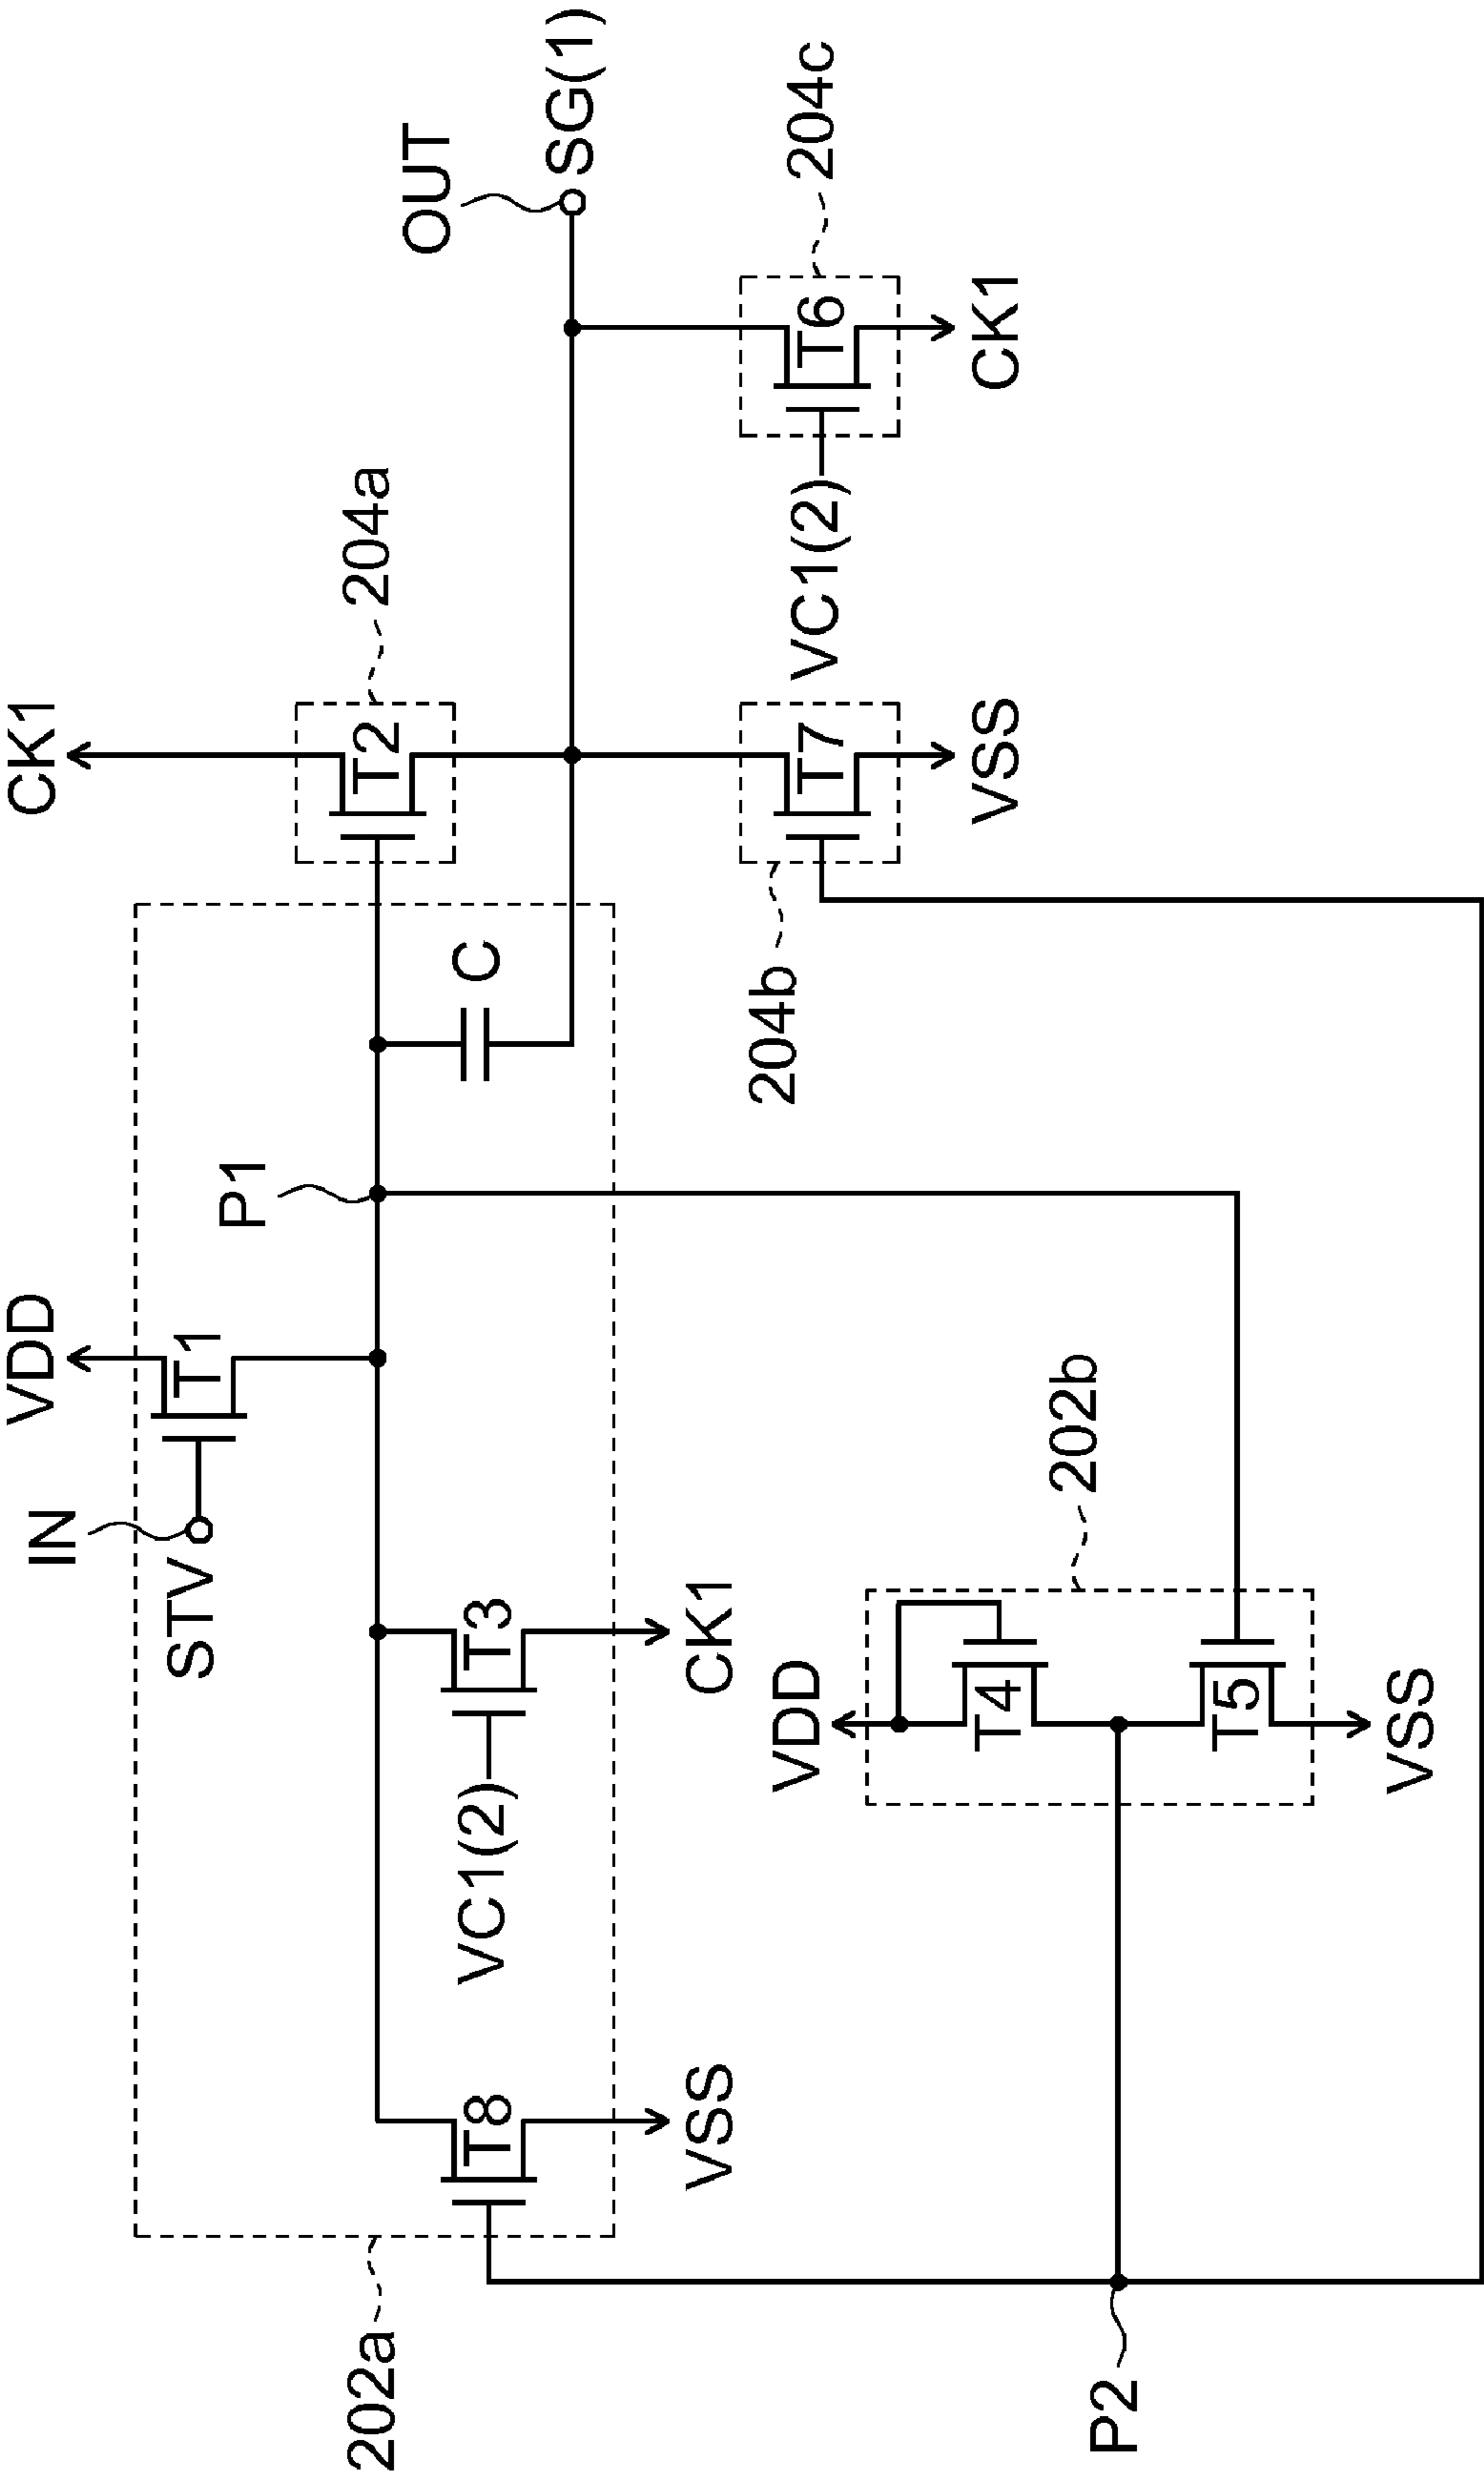 VDD
CK1
IN
STV
T1
P1
204a
T2
OUT
SG(1)
202a
T8
VC1(2)
T3
C
VSS
CK1
204b
T7
VC1(2)
T6
204c
VDD
T4
202b
VSS
CK1
P2
T5
VSS